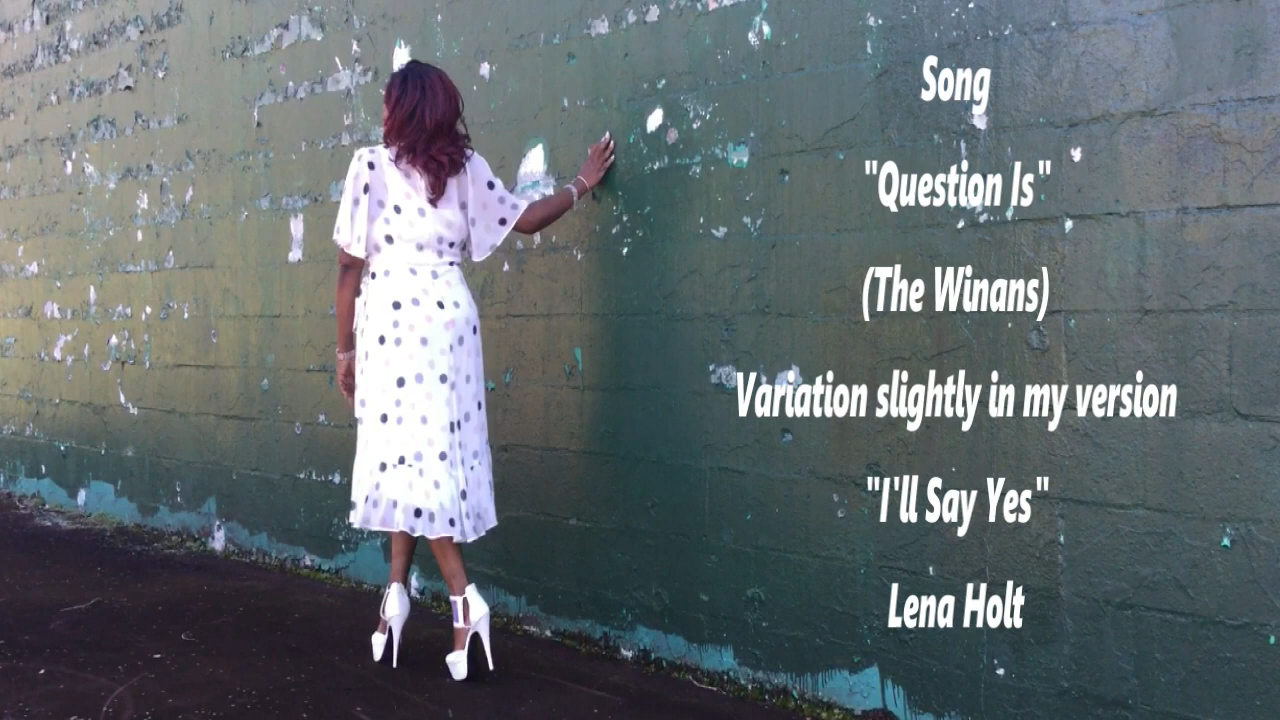 Song
"Question Is"
(The Winans)
Variation slightly in my version
"I'll Say Yes"
Lena Holt